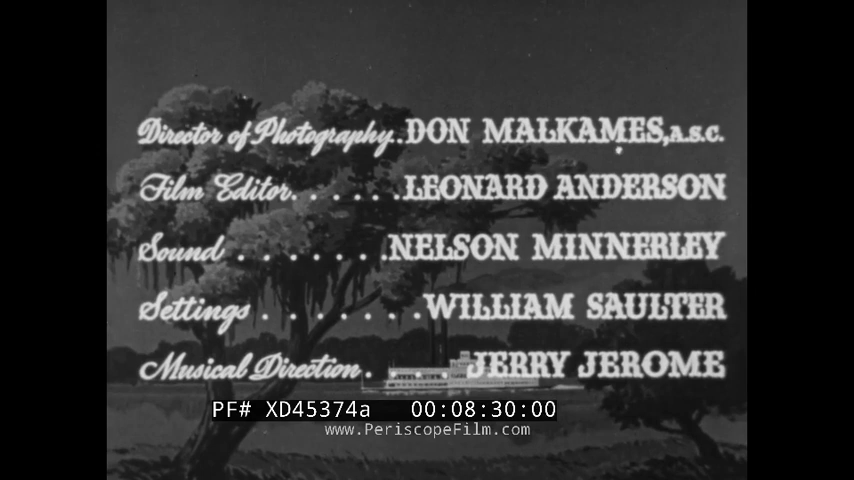 Director of Photography..DON MALKAMES,A.S.C.
Film Editor. . . . . .LEONARD ANDERSON
Sound . . . . . . .NELSON MINNERLEY
Settings . . . . . . .WILLIAM SAULTER
Musical Direction. . . . JERRY JEROME
PF# XD45374a 00:08:30:00
www.PeriscopeFilm.com